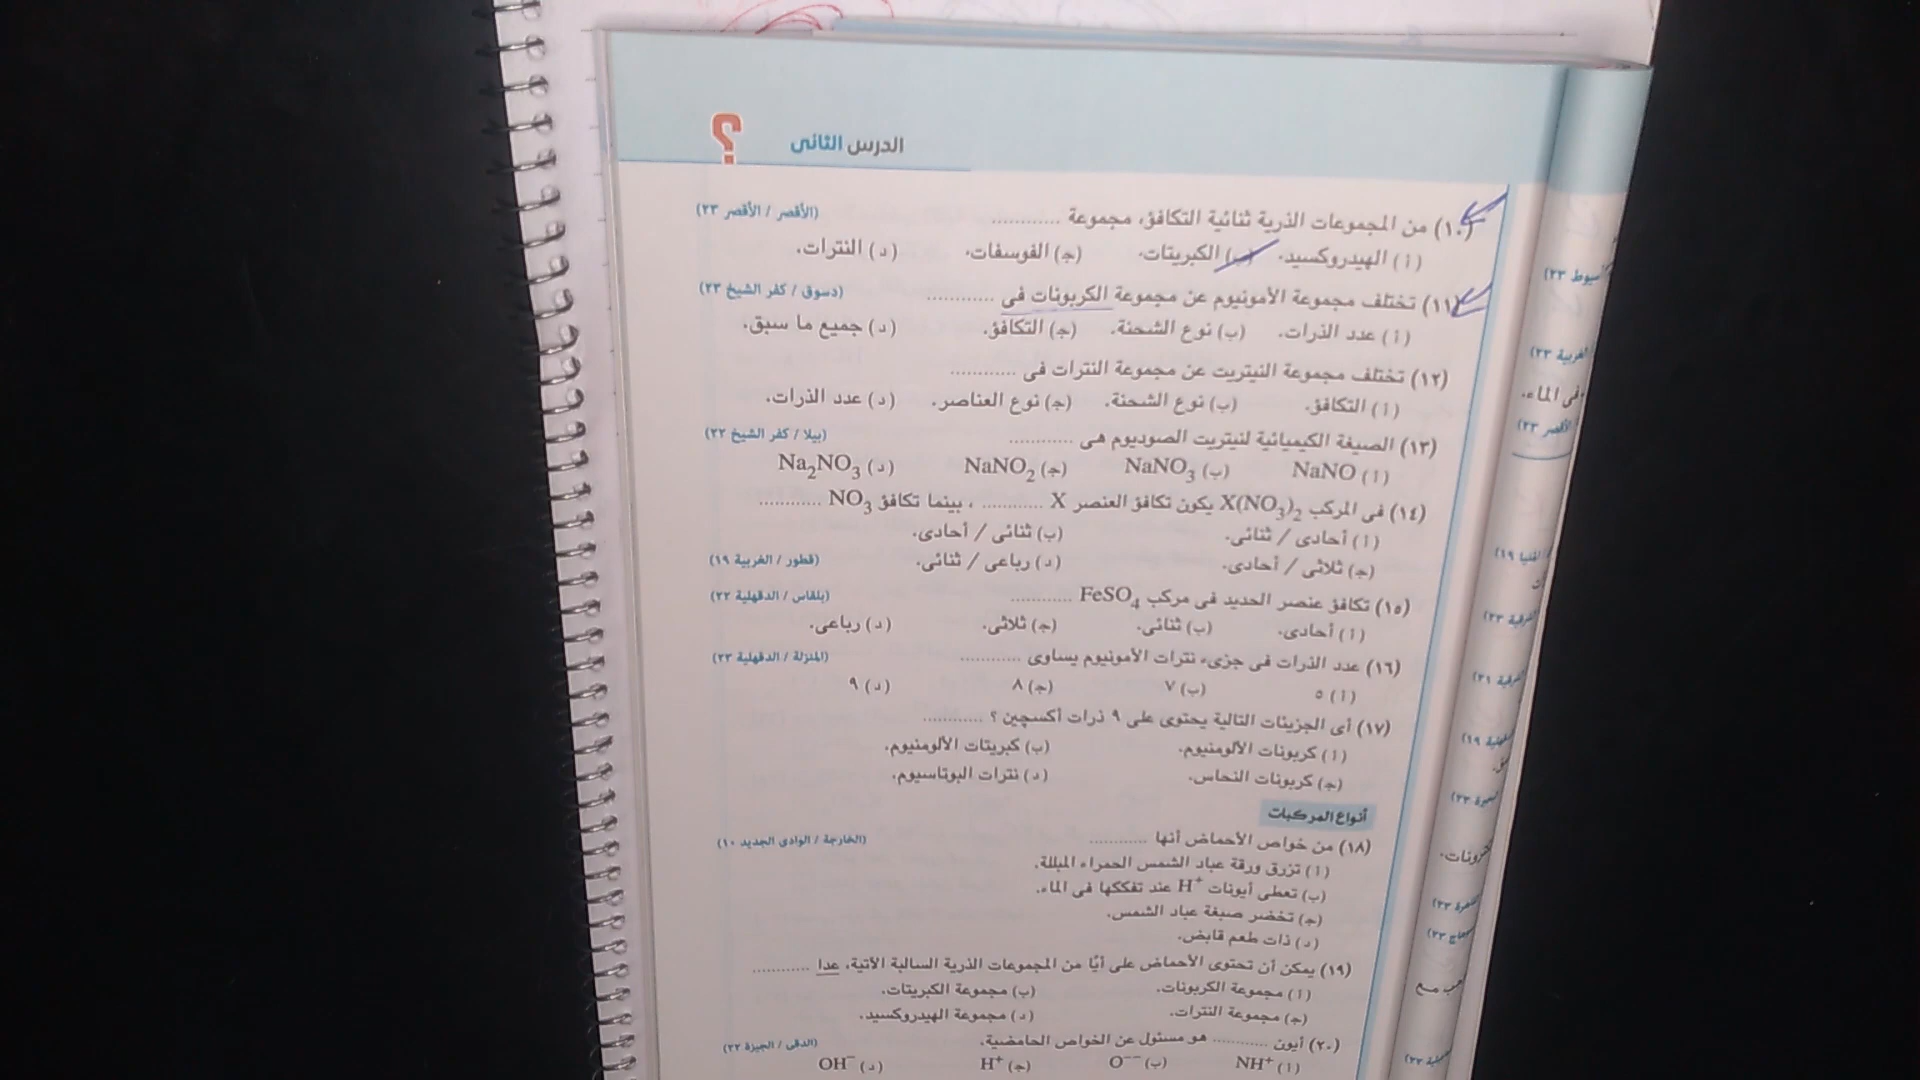 الدرس الثانى
؟
(١٠) من المجموعات الذرية ثنائية التكافؤ، مجموعة ............ (الأقصر / الأقصر ٢٣)
(أ) الهيدروكسيد. (ب) الكبريتات. (جـ) الفوسفات. (د) النترات.
(١١) تختلف مجموعة الأمونيوم عن مجموعة الكربونات فى ............ (دسوق / كفر الشيخ ٢٣)
(أ) عدد الذرات. (ب) نوع الشحنة. (جـ) التكافؤ. (د) جميع ما سبق.
(١٢) تختلف مجموعة النيتريت عن مجموعة النترات فى ............
(أ) التكافؤ. (ب) نوع الشحنة. (جـ) نوع العناصر. (د) عدد الذرات.
(١٣) الصيغة الكيميائية لنيتريت الصوديوم هى ............ (بيلا / كفر الشيخ ٢٢)
(أ) NaNO (ب) NaNO₃ (جـ) NaNO₂ (د) Na₂NO₃
(١٤) فى المركب X(NO₃)₂ يكون تكافؤ العنصر X ............ ، بينما تكافؤ NO₃ ............
(أ) أحادى / ثنائى. (ب) ثنائى / أحادى.
(جـ) ثلاثى / أحادى. (د) رباعى / ثنائى. (قطور / الغربية ١٩)
(١٥) تكافؤ عنصر الحديد فى مركب FeSO₄ ............ (بلقاس / الدقهلية ٢٢)
(أ) أحادى. (ب) ثنائى. (جـ) ثلاثى. (د) رباعى.
(١٦) عدد الذرات فى جزىء نترات الأمونيوم يساوى ............ (المنزلة / الدقهلية ٢٣)
(أ) ٥ (ب) ٧ (جـ) ٨ (د) ٩
(١٧) أى الجزيئات التالية يحتوى على ٩ ذرات أكسچين ؟ ............
(أ) كربونات الألومنيوم. (ب) كبريتات الألومنيوم.
(جـ) كربونات النحاس. (د) نترات البوتاسيوم.
أنواع المركبات
(١٨) من خواص الأحماض أنها ............ (الخارجة / الوادى الجديد ١٠)
(أ) تزرق ورقة عباد الشمس الحمراء المبللة.
(ب) تعطى أيونات H⁺ عند تفككها فى الماء.
(جـ) تخضر صبغة عباد الشمس.
(د) ذات طعم قابض.
(١٩) يمكن أن تحتوى الأحماض على أيًا من المجموعات الذرية السالبة الآتية، عدا ............
(أ) مجموعة الكربونات. (ب) مجموعة الكبريتات.
(جـ) مجموعة النترات. (د) مجموعة الهيدروكسيد.
(٢٠) أيون ............ هو مسئول عن الخواص الحامضية. (الدقى / الجيزة ٢٢)
(أ) NH⁺ (ب) O⁻⁻ (جـ) H⁺ (د) OH⁻
فى الماء.